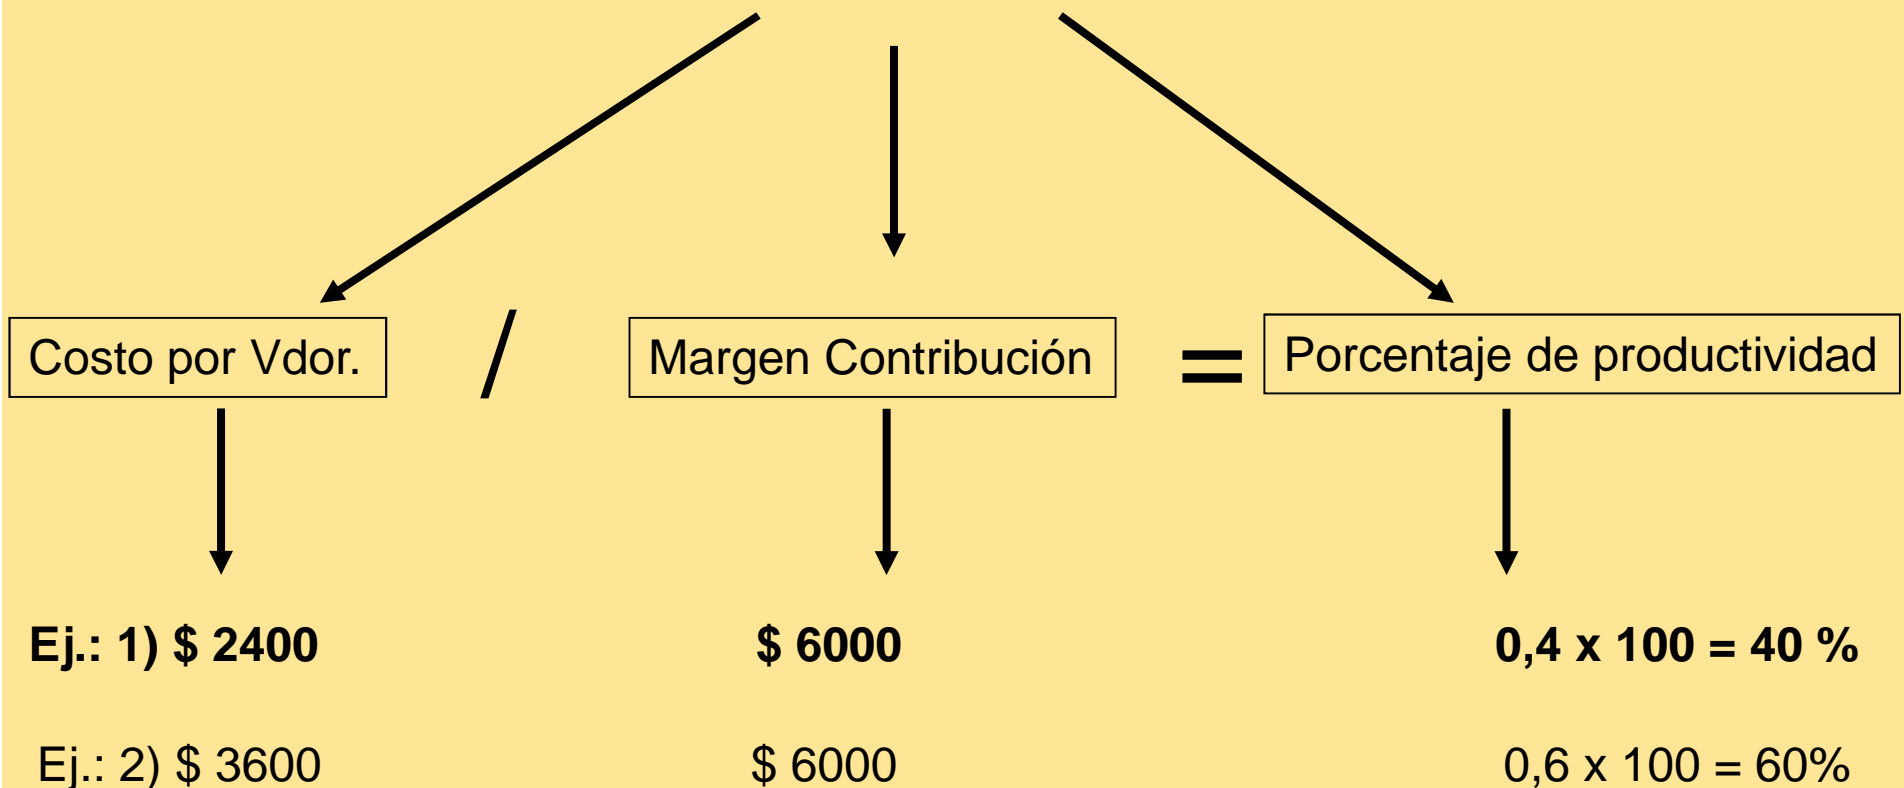 Costo por Vdor. / Margen Contribución = Porcentaje de productividad
Ej.: 1) $ 2400 $ 6000 0,4 x 100 = 40 %
Ej.: 2) $ 3600 $ 6000 0,6 x 100 = 60%